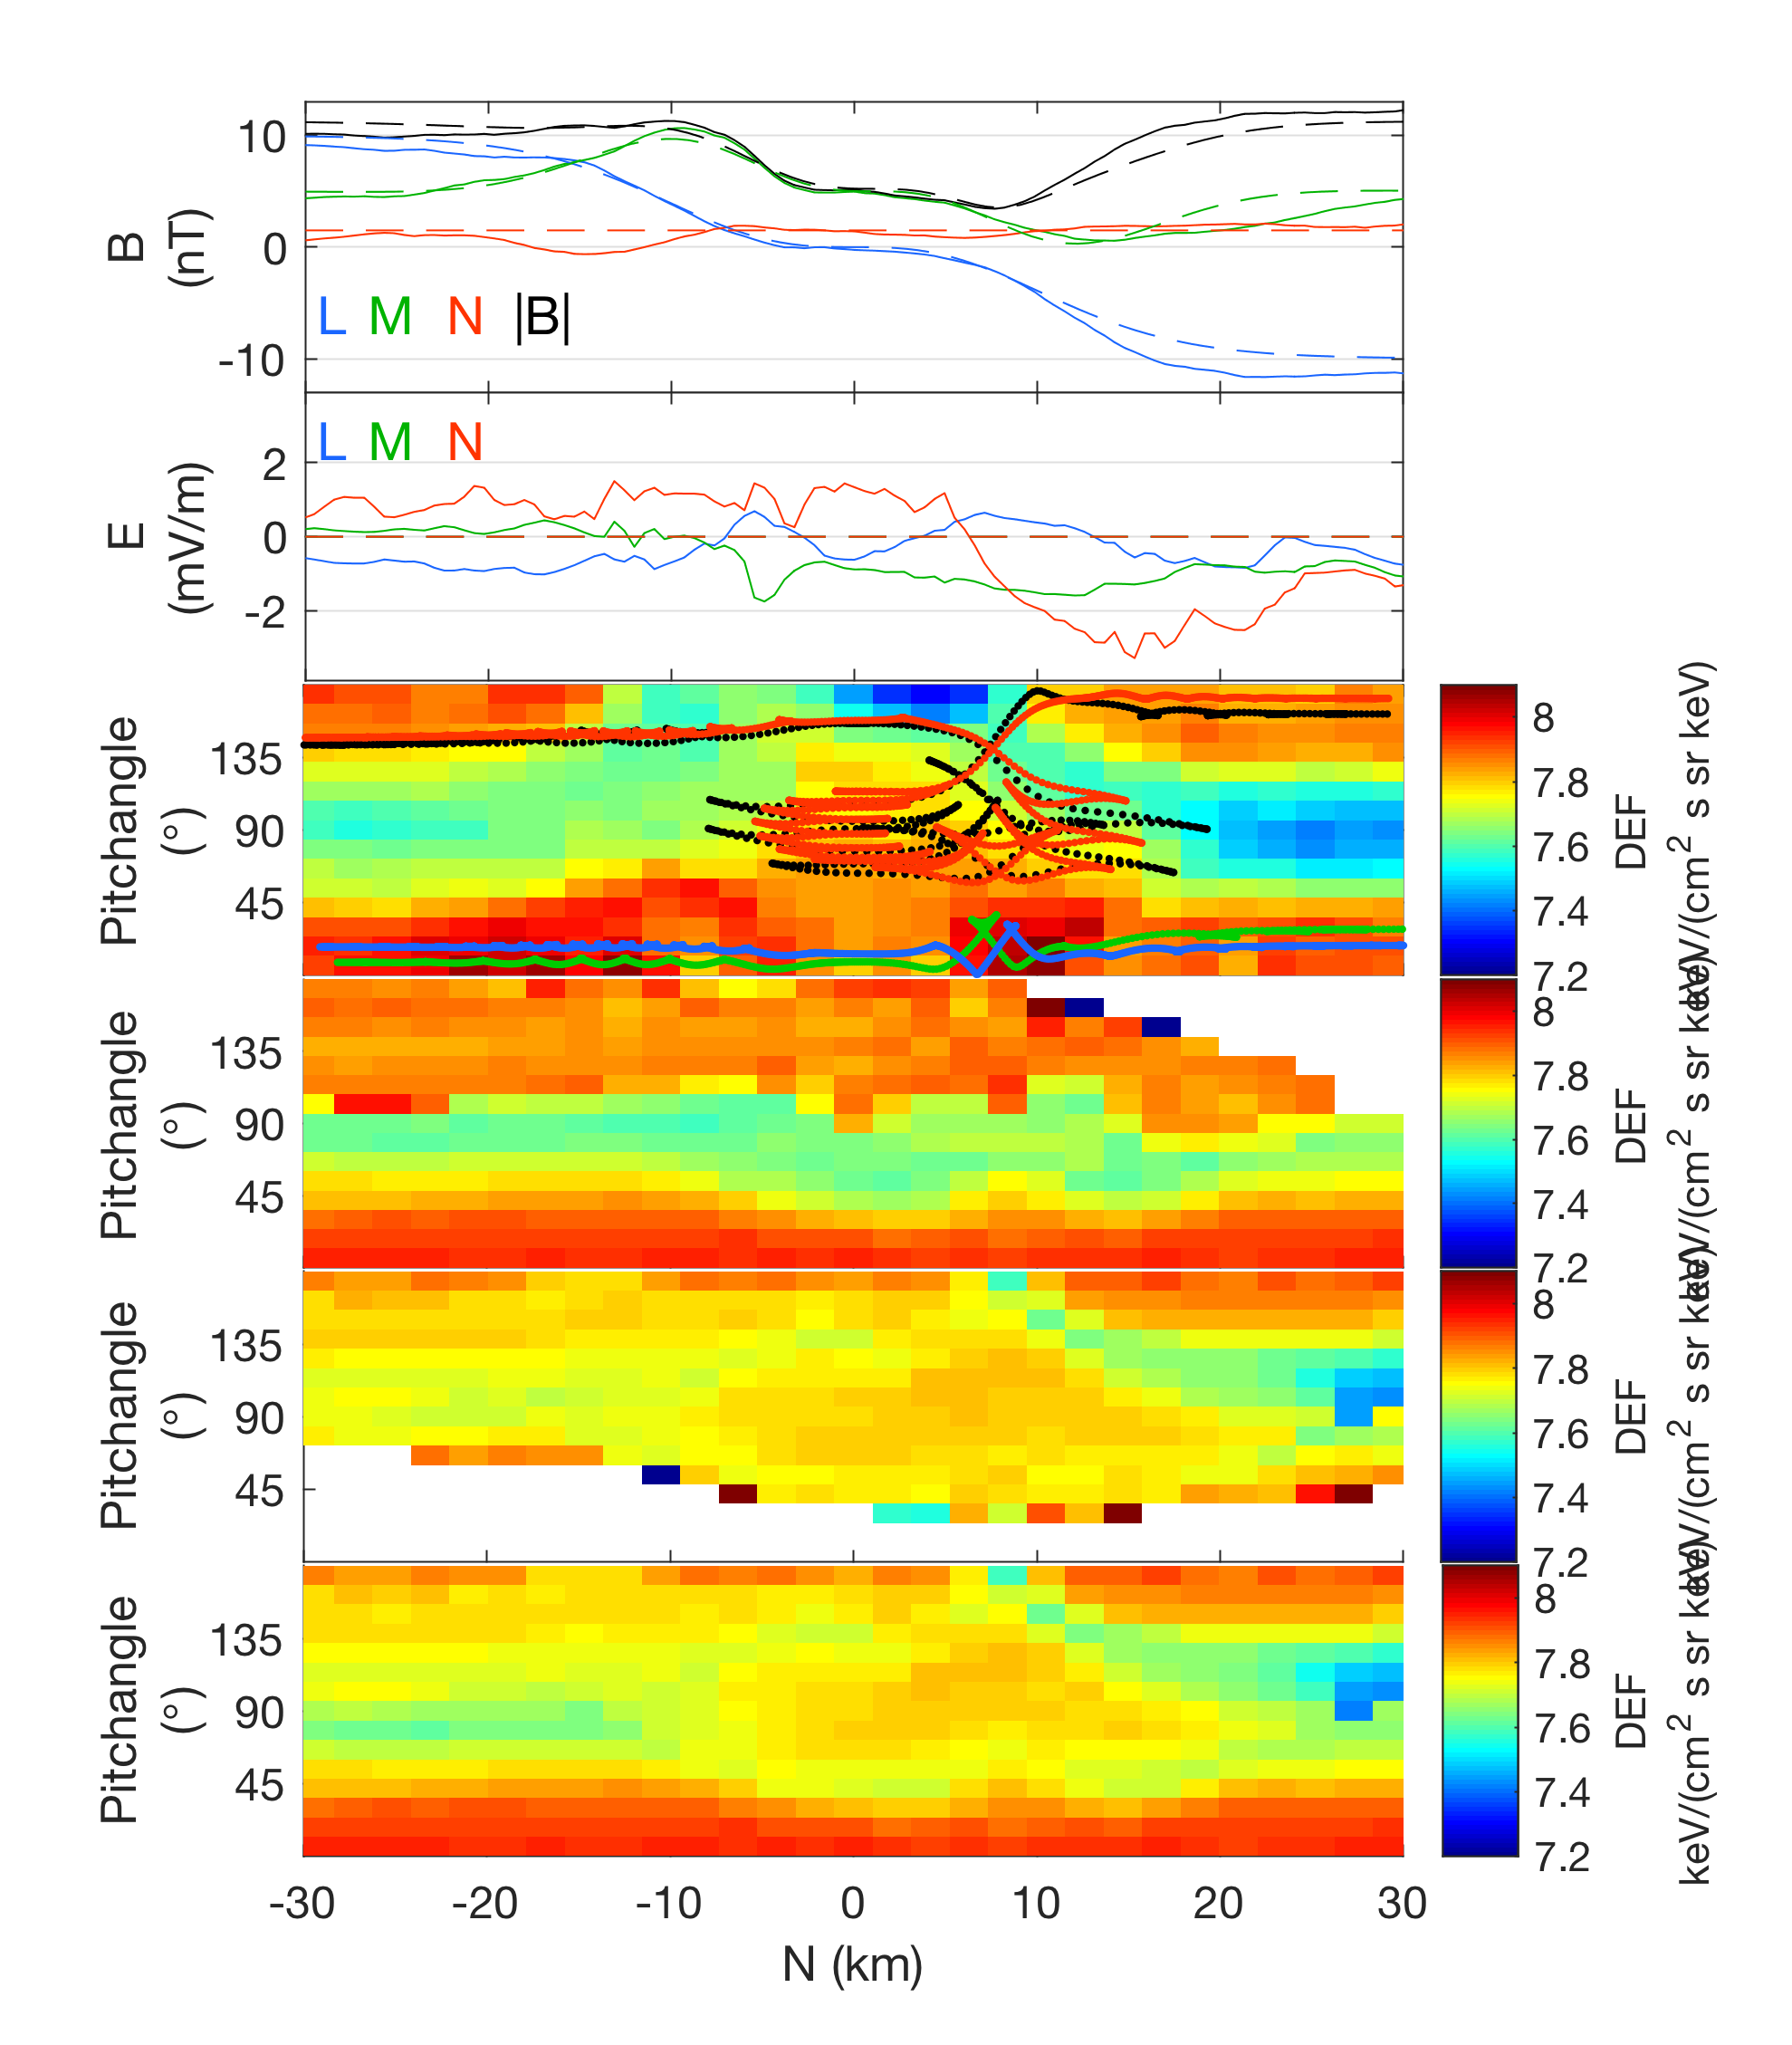 10
0
-10
B
(nT)
L M N |B|
L M N
2
0
-2
E
(mV/m)
135
90
45
Pitchangle
(°)
8
7.8
7.6
7.4
7.2
DEF
keV/(cm2 s sr keV)
135
90
45
Pitchangle
(°)
8
7.8
7.6
7.4
7.2
DEF
keV/(cm2 s sr keV)
135
90
45
Pitchangle
(°)
8
7.8
7.6
7.4
7.2
DEF
keV/(cm2 s sr keV)
135
90
45
Pitchangle
(°)
8
7.8
7.6
7.4
7.2
DEF
keV/(cm2 s sr keV)
-30 -20 -10 0 10 20 30
N (km)